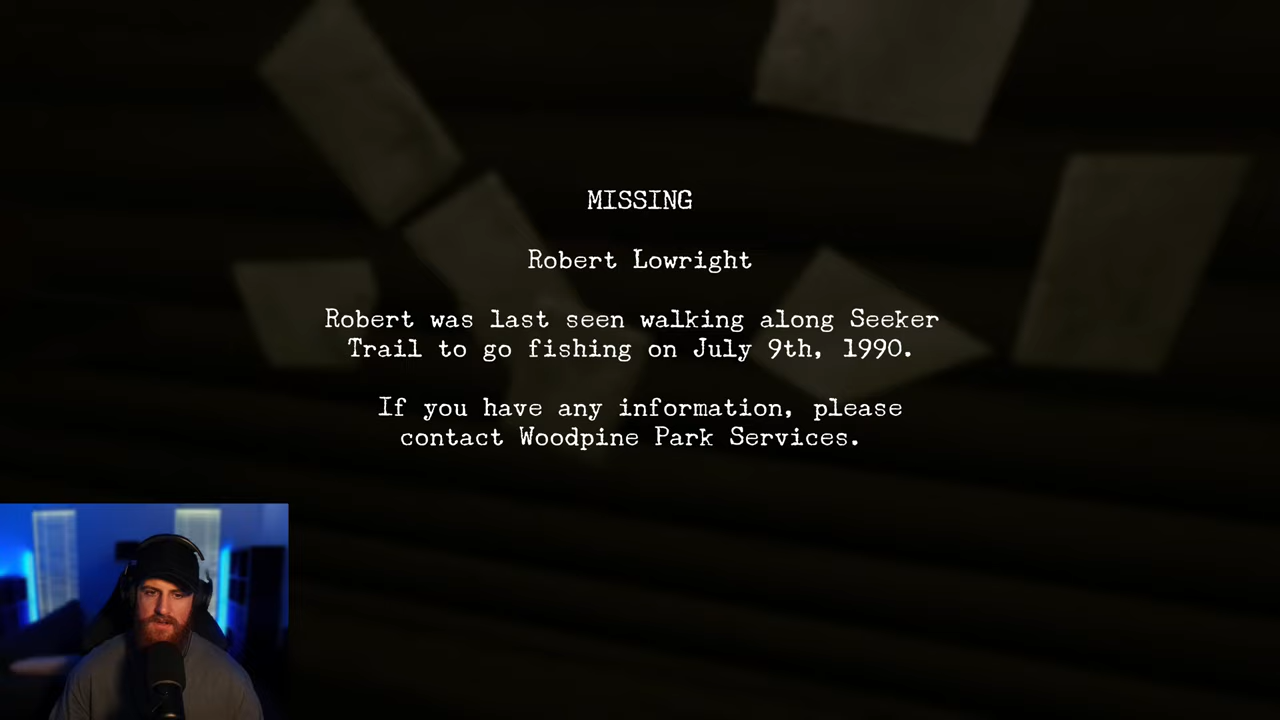 MISSING
Robert Lowright
Robert was last seen walking along Seeker
Trail to go fishing on July 9th, 1990.
If you have any information, please
contact Woodpine Park Services.